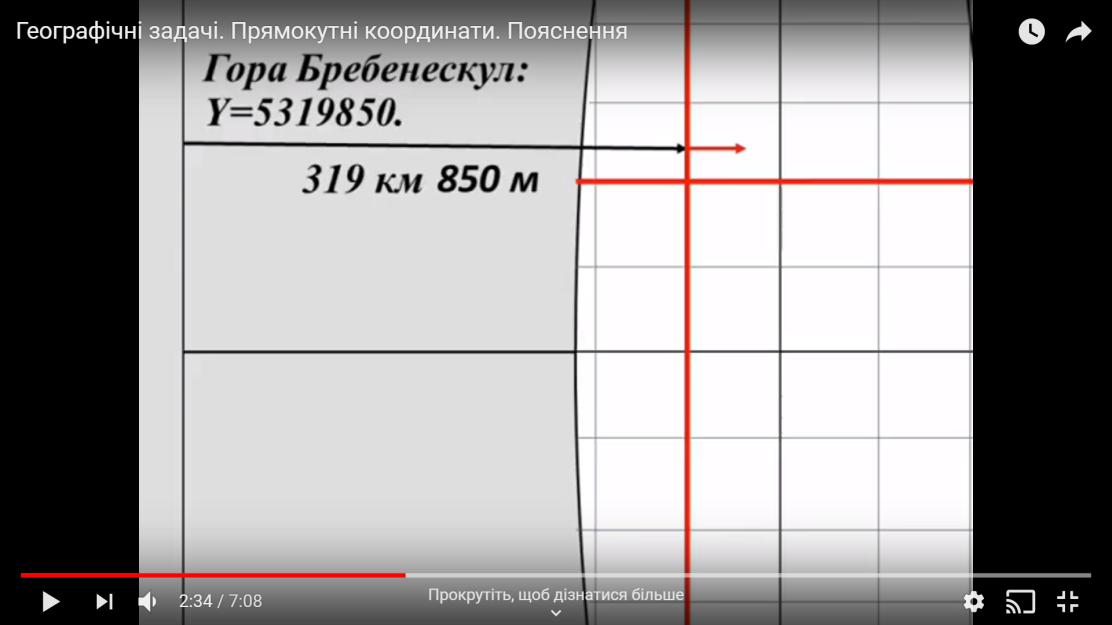 Географічні задачі. Прямокутні координати. Пояснення
Гора Бребенескул:
Y=5319850.
319 км 850 м
Прокрутіть, щоб дізнатися більше
2:34 / 7:08